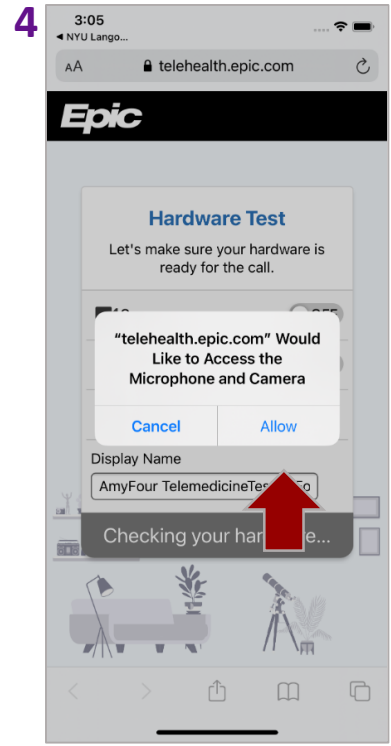 4
3:05
◀ NYU Lango...
AA telehealth.epic.com
Epic
Hardware Test
Let's make sure your hardware is
ready for the call.
"telehealth.epic.com" Would
Like to Access the
Microphone and Camera
Cancel Allow
Display Name
AmyFour
Checking your